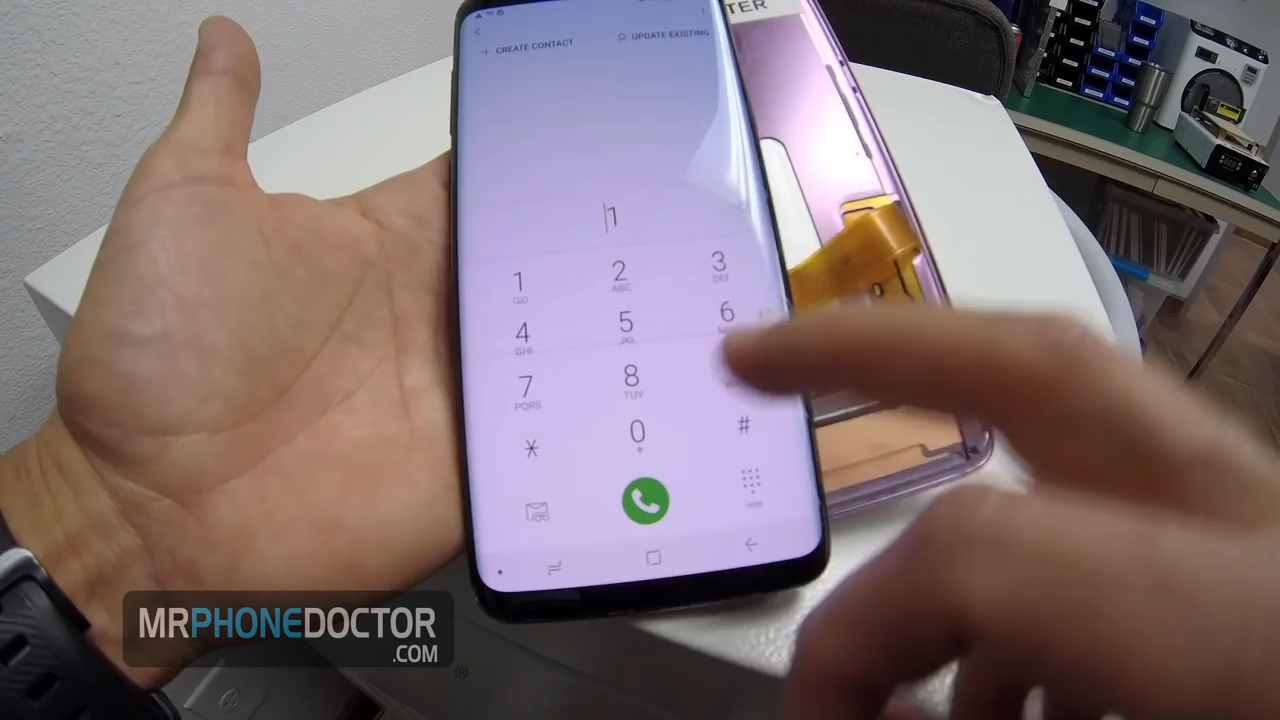 TER
+ CREATE CONTACT
UPDATE EXISTING
1
1 2 3
QD ABC DEF
4 5 6
GHI JKL
7 8
PQRS TUV
* 0 #
+
MRPHONEDOCTOR
.COM
®